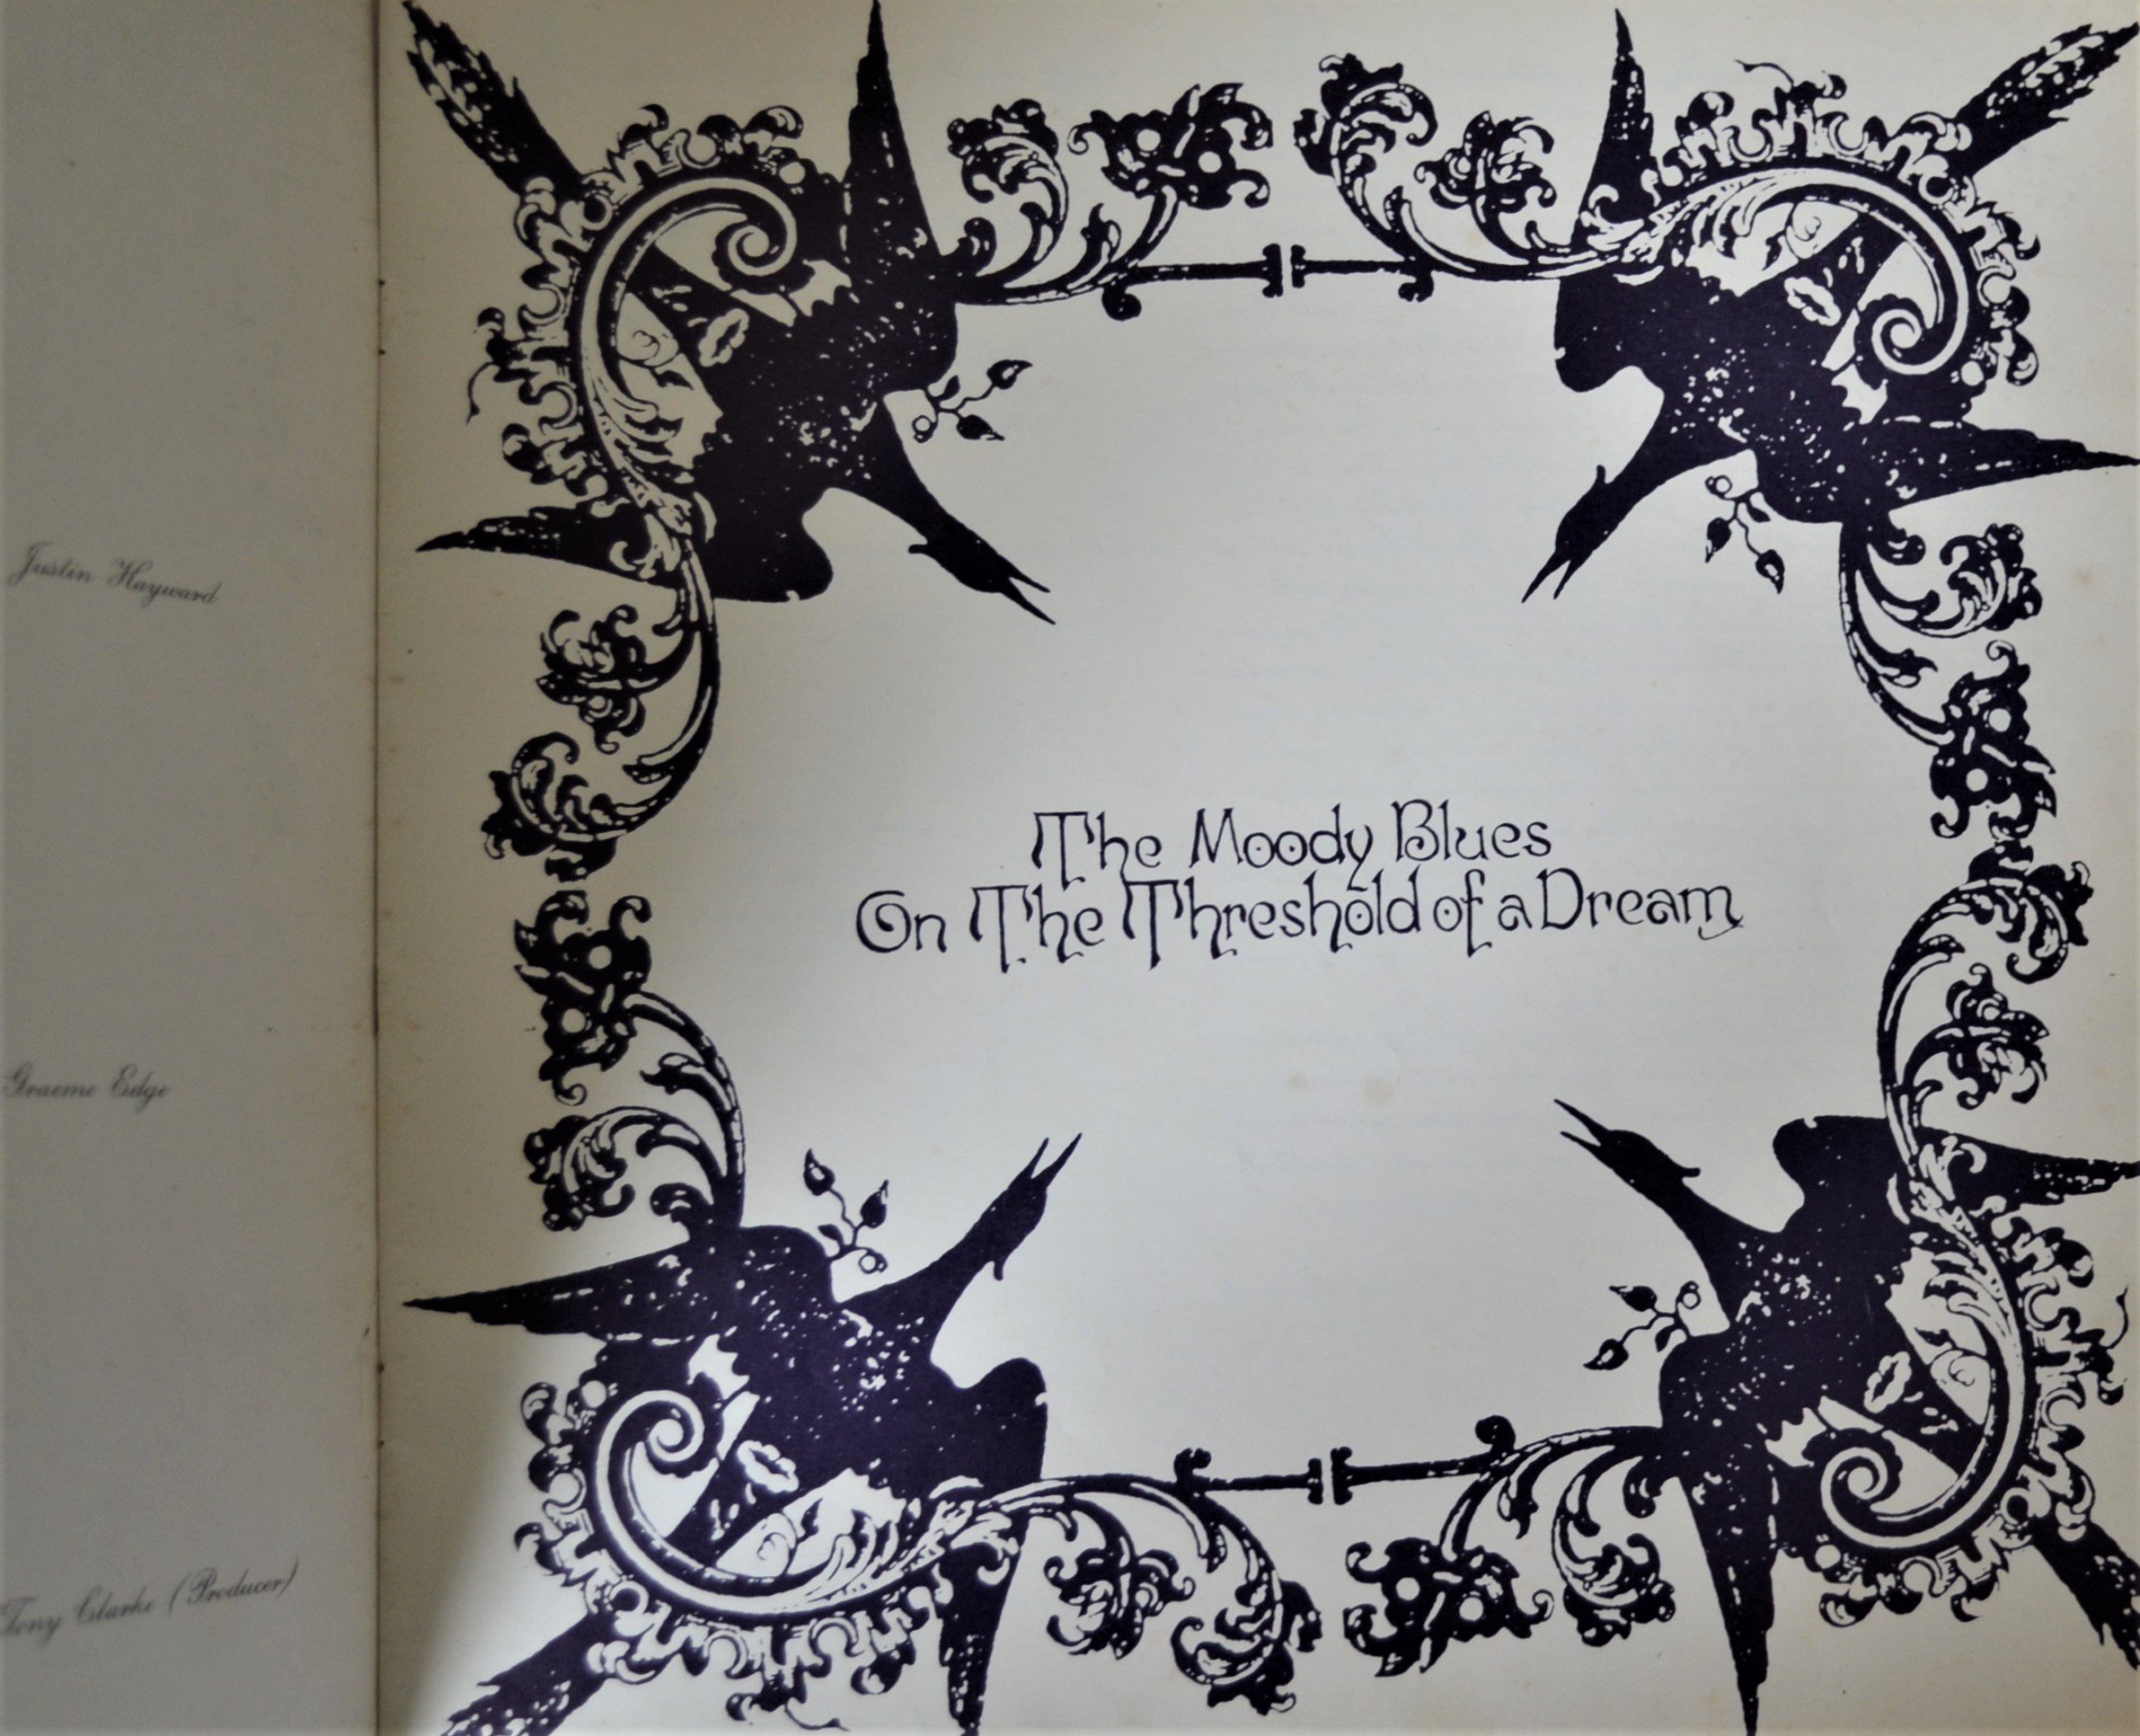 Justin Hayward
Graeme Edge
Tony Clarke (Producer)
The Moody Blues
On The Threshold of a Dream